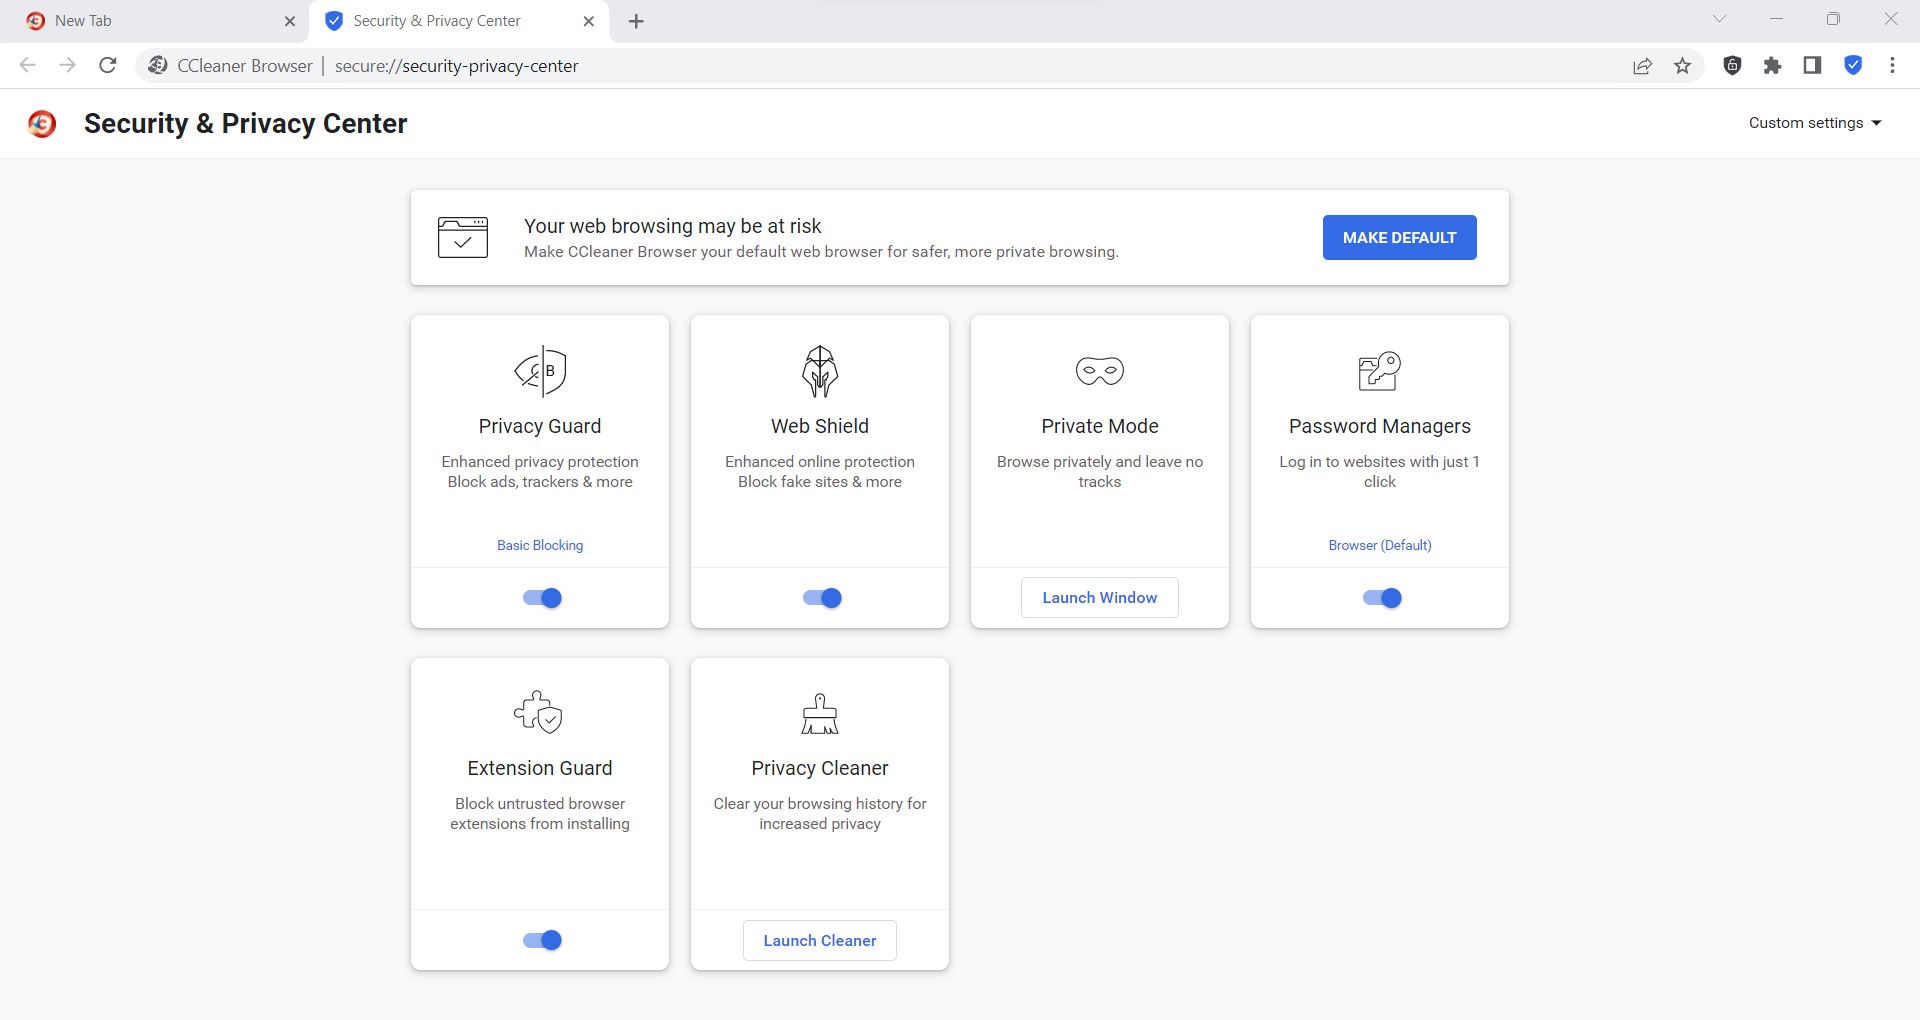 New Tab
Security & Privacy Center
CCleaner Browser
secure://security-privacy-center
Security & Privacy Center
Custom settings
Your web browsing may be at risk
Make CCleaner Browser your default web browser for safer, more private browsing.
MAKE DEFAULT
B
Privacy Guard
Enhanced privacy protection
Block ads, trackers & more
Basic Blocking
Web Shield
Enhanced online protection
Block fake sites & more
Private Mode
Browse privately and leave no
tracks
Launch Window
Password Managers
Log in to websites with just 1
click
Browser (Default)
Extension Guard
Block untrusted browser
extensions from installing
Privacy Cleaner
Clear your browsing history for
increased privacy
Launch Cleaner